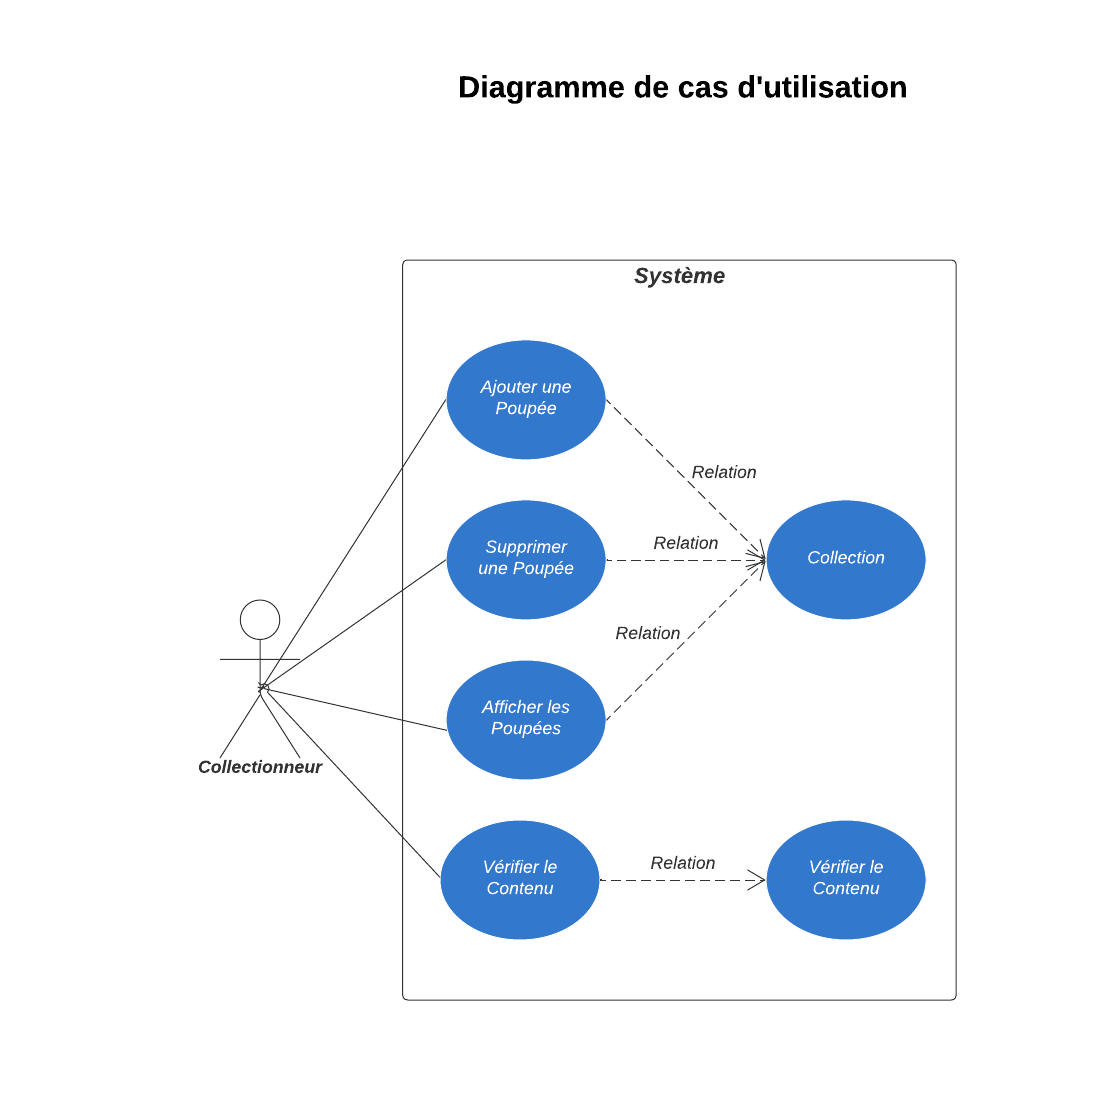 Diagramme de cas d'utilisation
Système
Ajouter une
Poupée
Relation
Supprimer
une Poupée
Relation
Collection
Relation
Afficher les
Poupées
Collectionneur
Vérifier le
Contenu
Relation
Vérifier le
Contenu